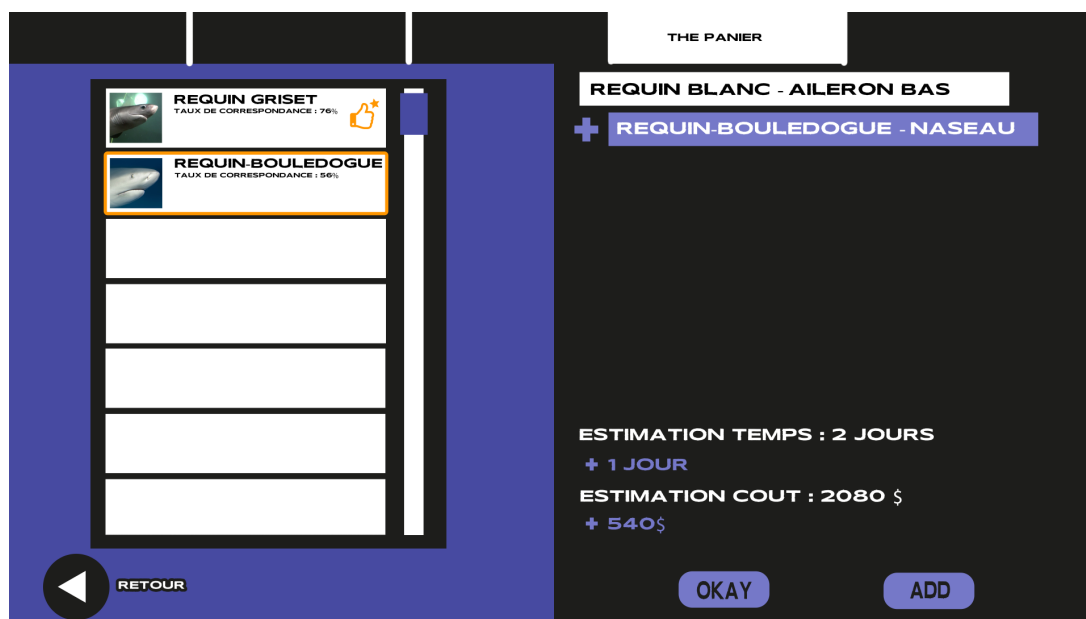 THE PANIER
REQUIN GRISET
TAUX DE CORRESPONDANCE : 76%
REQUIN-BOULEDOGUE
TAUX DE CORRESPONDANCE : 56%
RETOUR
REQUIN BLANC - AILERON BAS
+ REQUIN-BOULEDOGUE - NASEAU
ESTIMATION TEMPS : 2 JOURS
+ 1 JOUR
ESTIMATION COUT : 2080 $
+ 540$
OKAY
ADD